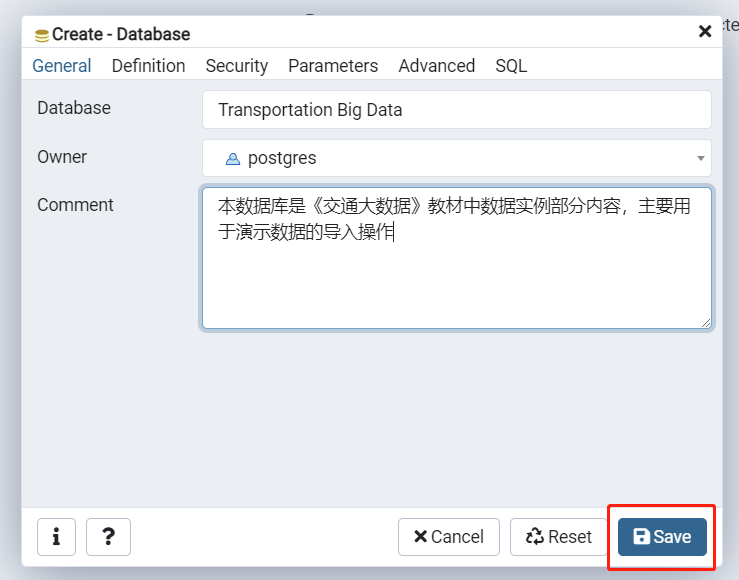 Create - Database
General Definition Security Parameters Advanced SQL
Database Transportation Big Data
Owner postgres
Comment 本数据库是《交通大数据》教材中数据实例部分内容，主要用
于演示数据的导入操作
i ? Cancel Reset Save